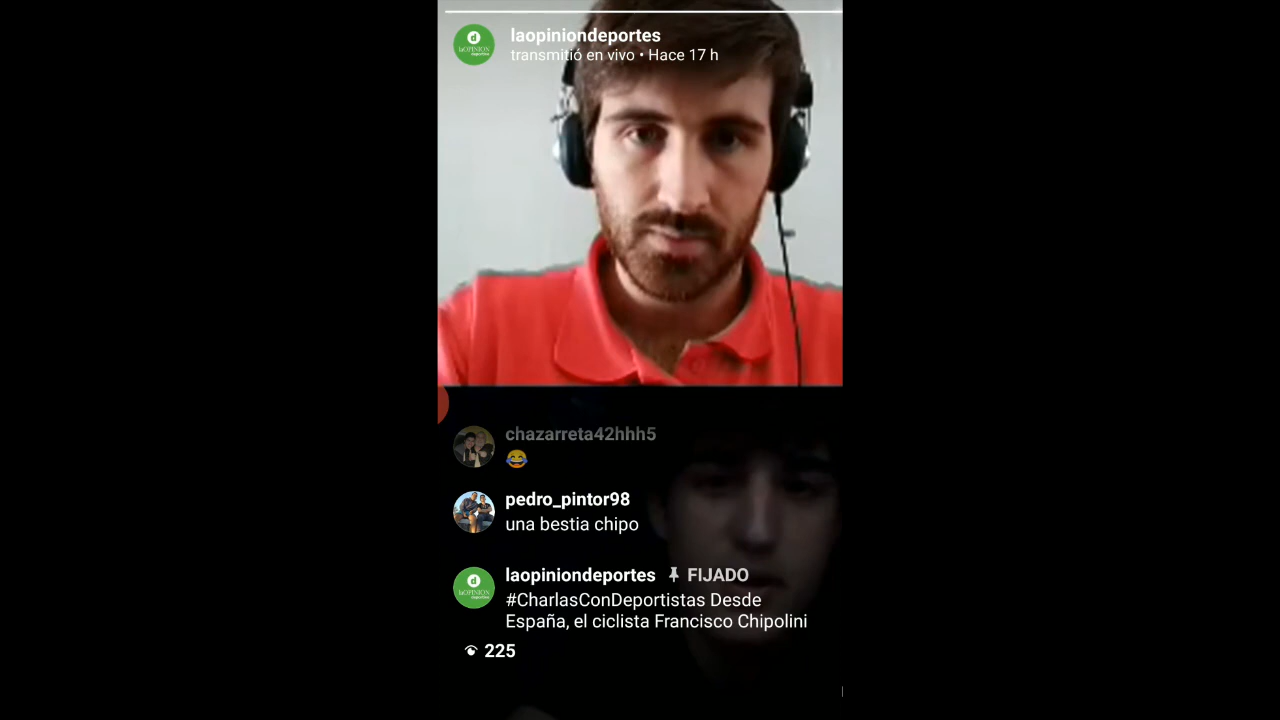 laopiniondeportes
transmitió en vivo • Hace 17 h
chazarreta42hhh5
😂
pedro_pintor98
una bestia chipo
laopiniondeportes FIJADO
#CharlasConDeportistas Desde
España, el ciclista Francisco Chipolini
225